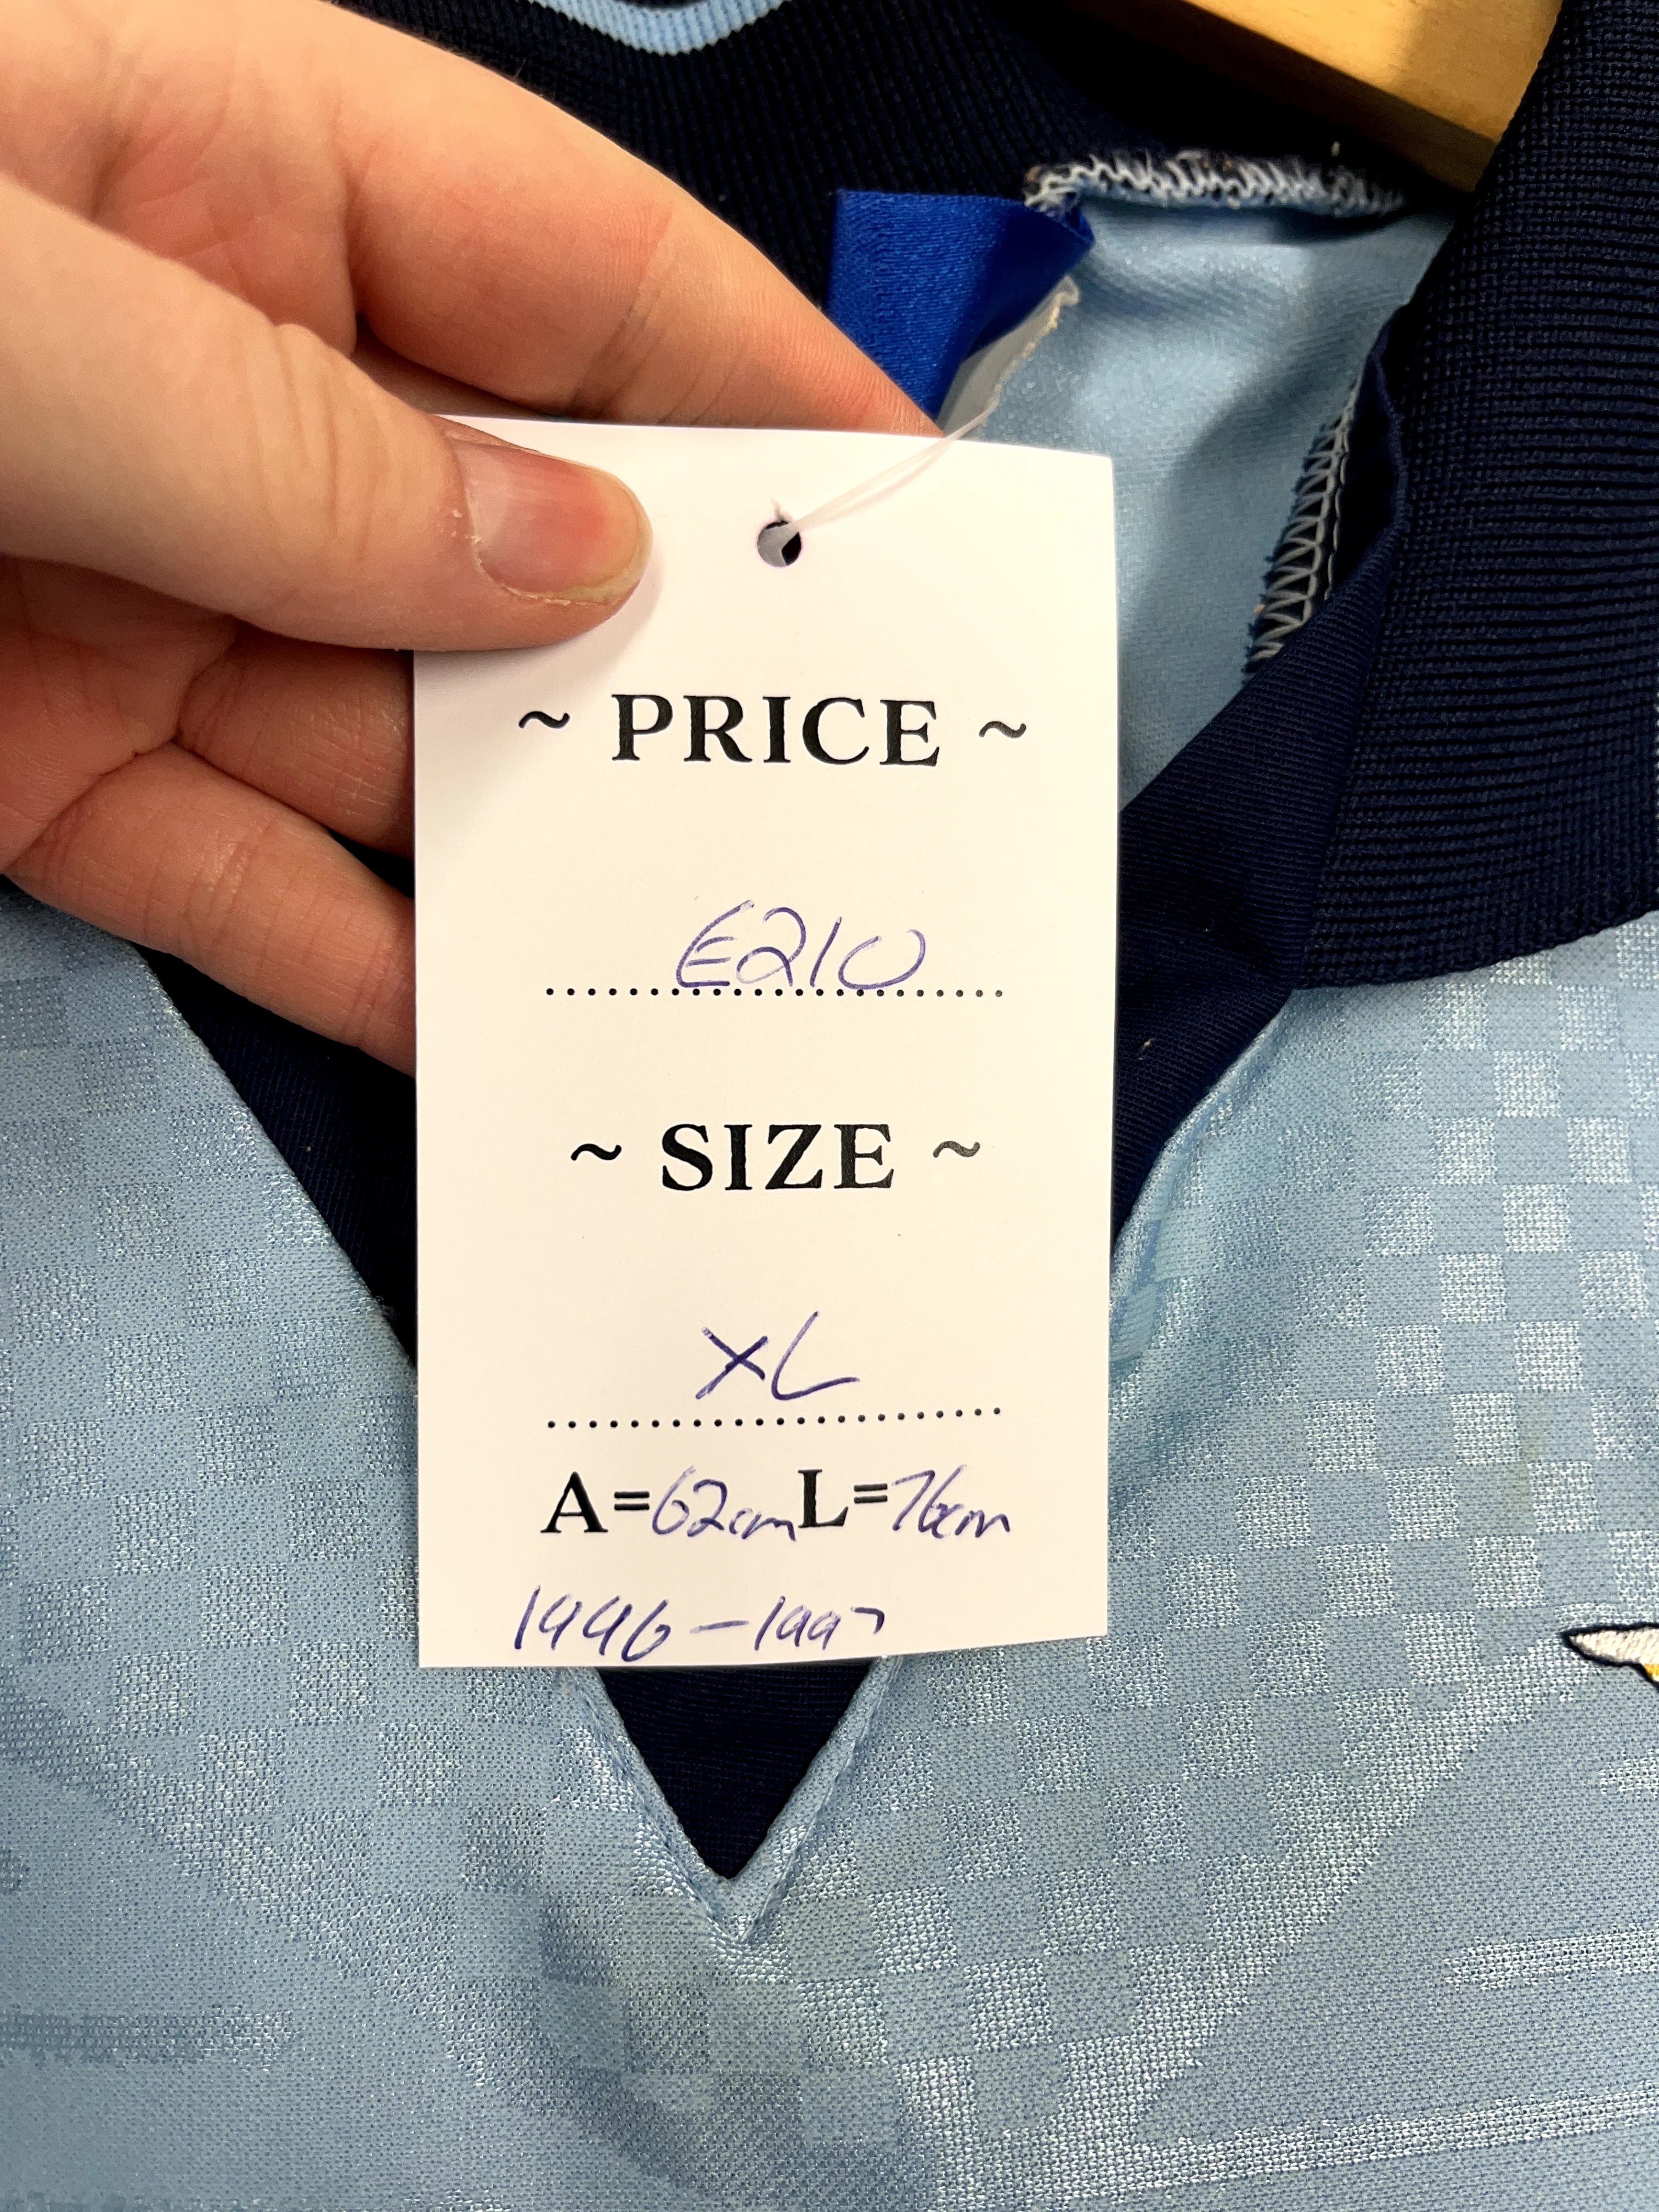 ~ PRICE ~
€210
~ SIZE ~
XL
A=62cm L=76cm
1996-1997